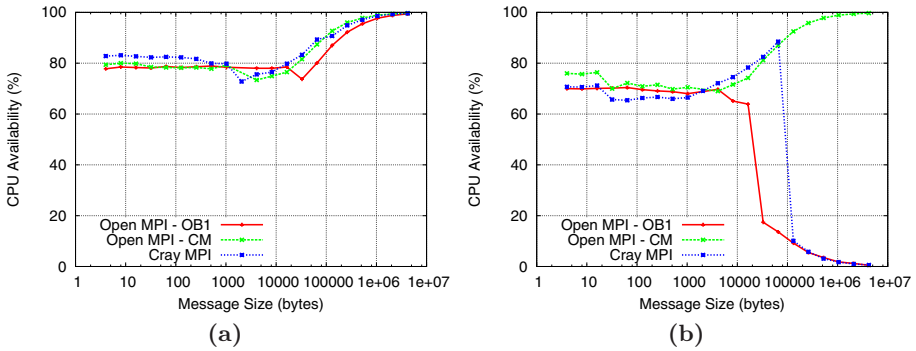 100
80
60
40
20
0
CPU Availability (%)
Open MPI - OB1
Open MPI - CM
Cray MPI
1 10 100 1000 10000 100000 1e+06 1e+07
Message Size (bytes)
(a)
100
80
60
40
20
0
CPU Availability (%)
Open MPI - OB1
Open MPI - CM
Cray MPI
1 10 100 1000 10000 100000 1e+06 1e+07
Message Size (bytes)
(b)